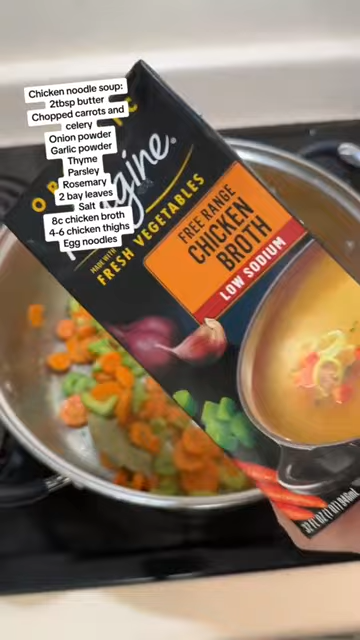 Chicken noodle soup:
2tbsp butter
Chopped carrots and
celery
Onion powder
Garlic powder
Thyme
Parsley
Rosemary
2 bay leaves
Salt
8c chicken broth
4-6 chicken thighs
Egg noodles
MADE WITH
FRESH VEGETABLES
FREE RANGE
CHICKEN
BROTH
LOW SODIUM